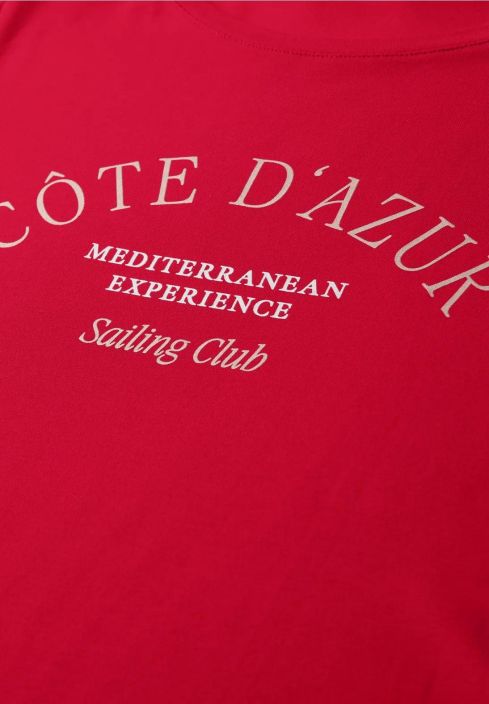 CÔTE D‘AZUR
MEDITERRANEAN
EXPERIENCE
Sailing Club